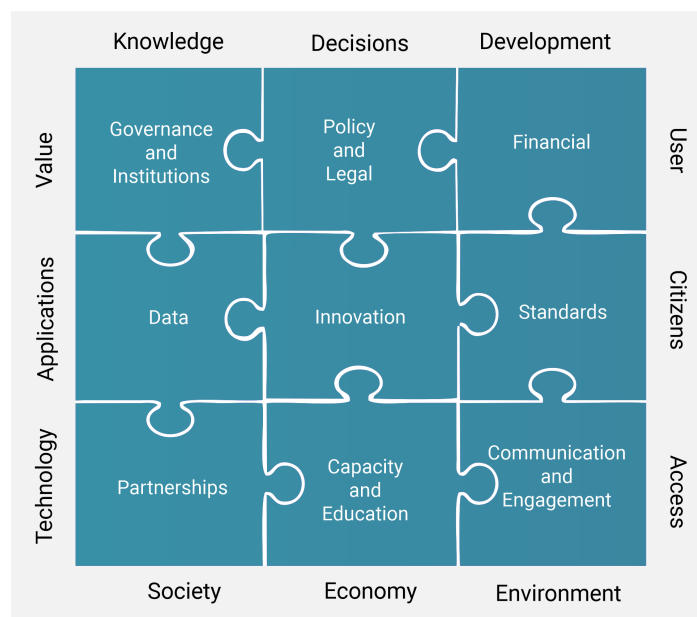 Knowledge
Decisions
Development
Value
Governance
and
Institutions
Policy
and
Legal
Financial
User
Applications
Data
Innovation
Standards
Citizens
Technology
Partnerships
Capacity
and
Education
Communication
and
Engagement
Access
Society
Economy
Environment